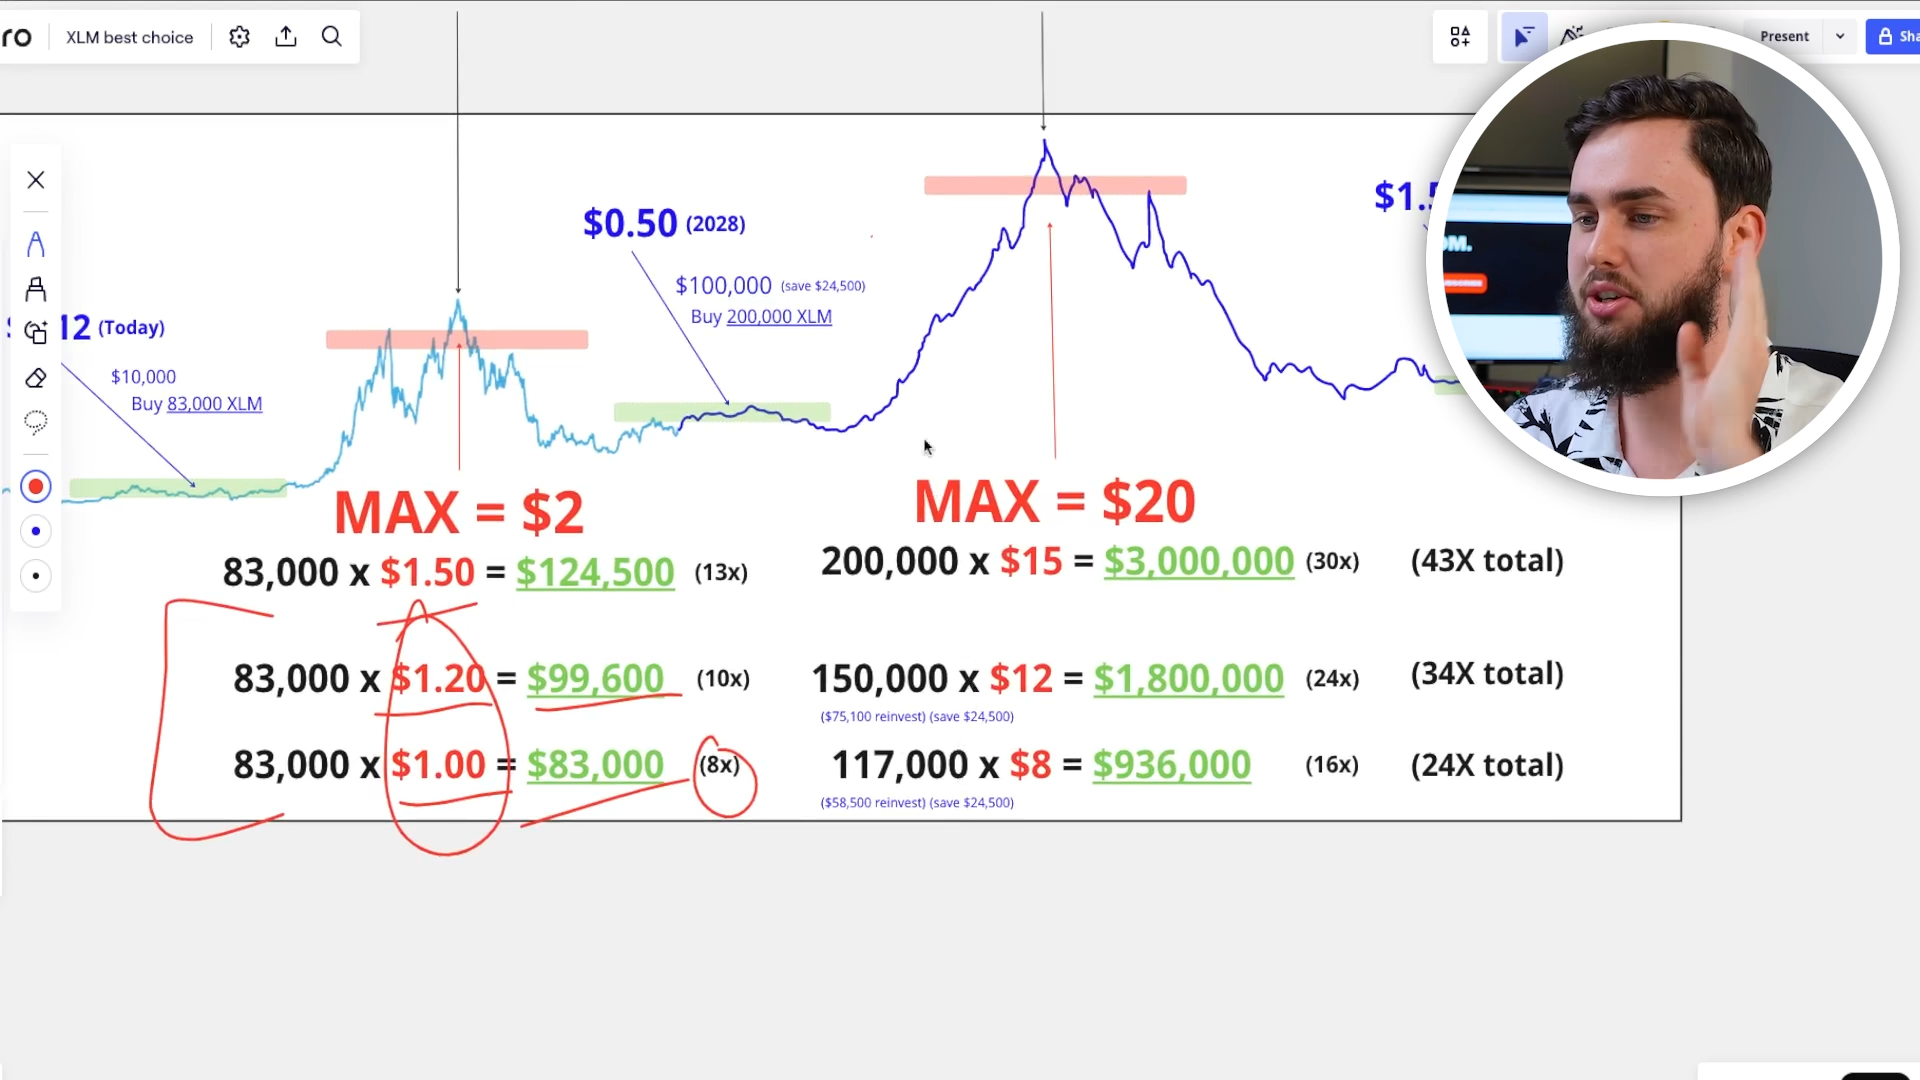 ro
XLM best choice
Present
Sha
$0.50 (2028)
$100,000 (save $24,500)
Buy 200,000 XLM
12 (Today)
$10,000
Buy 83,000 XLM
$1.
OM.
MAX = $2
83,000 x $1.50 = $124,500 (13x)
83,000 x $1.20 = $99,600 (10x)
83,000 x $1.00 = $83,000 (8x)
MAX = $20
200,000 x $15 = $3,000,000 (30x) (43X total)
150,000 x $12 = $1,800,000 (24x) (34X total)
($75,100 reinvest) (save $24,500)
117,000 x $8 = $936,000 (16x) (24X total)
($58,500 reinvest) (save $24,500)